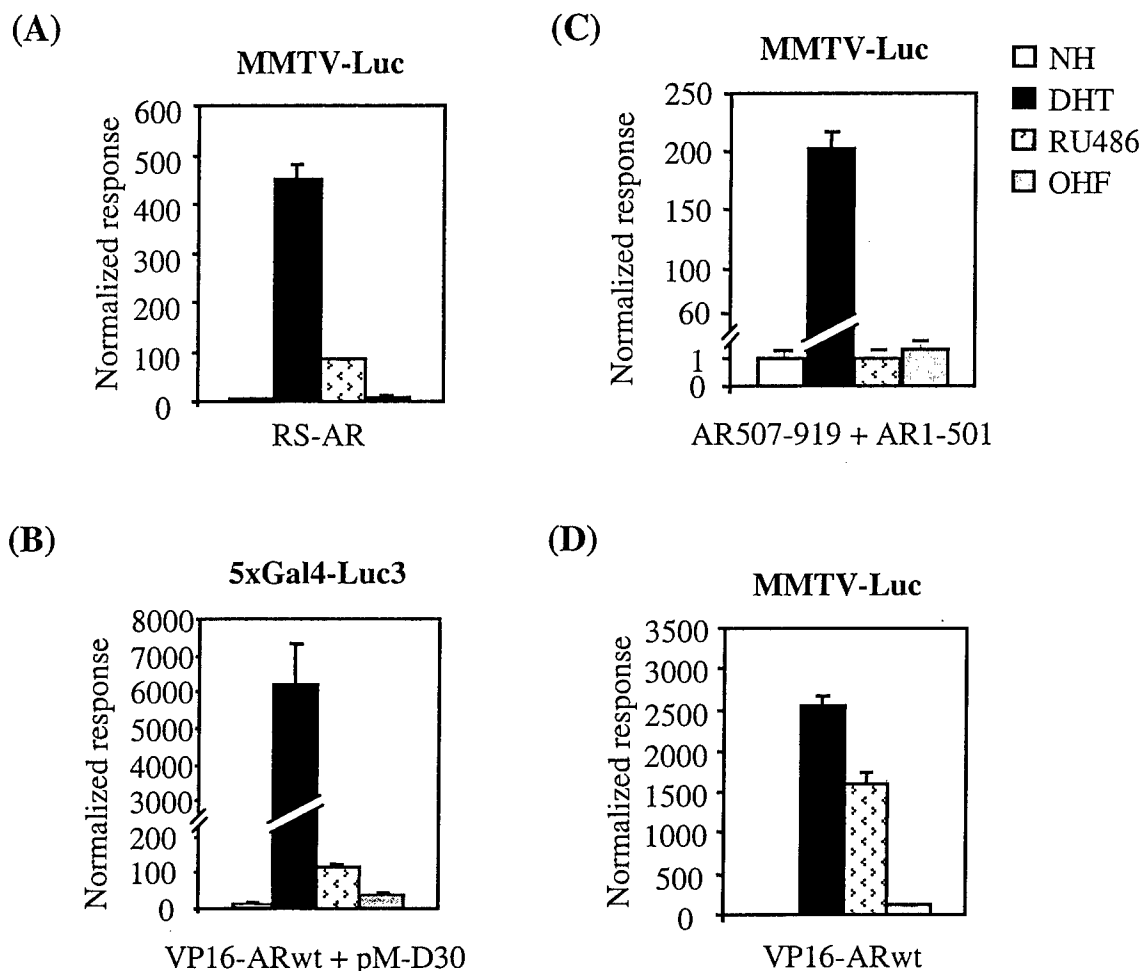 (A)
MMTV-Luc
Normalized response
600
500
400
300
200
100
0
RS-AR
(C)
MMTV-Luc
Normalized response
250
200
150
100
60
1
0
AR507-919 + AR1-501
NH
DHT
RU486
OHF
(B)
5xGal4-Luc3
Normalized response
8000
7000
6000
5000
4000
3000
200
100
0
VP16-ARwt + pM-D30
(D)
MMTV-Luc
Normalized response
3500
3000
2500
2000
1500
1000
500
0
VP16-ARwt